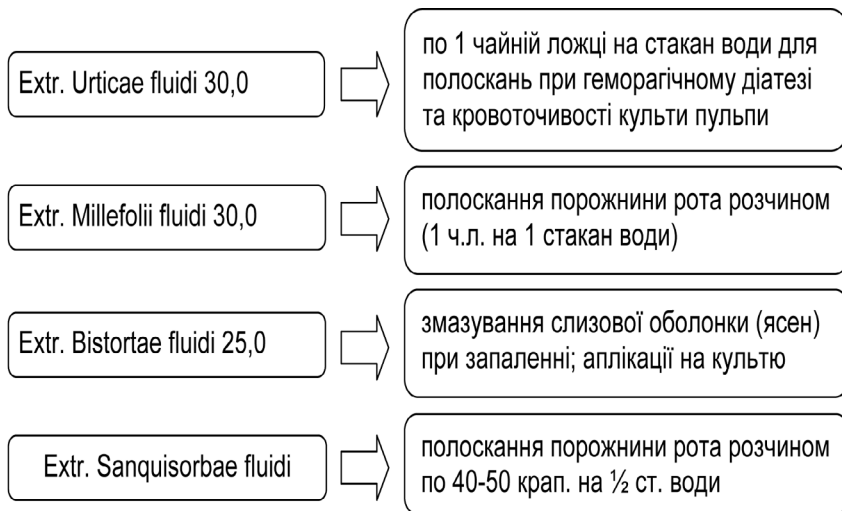 Extr. Urticae fluidi 30,0
по 1 чайній ложці на стакан води для
полоскань при геморагічному діатезі
та кровоточивості культи пульпи
Extr. Millefolii fluidi 30,0
полоскання порожнини рота розчином
(1 ч.л. на 1 стакан води)
Extr. Bistortae fluidi 25,0
змазування слизової оболонки (ясен)
при запаленні; аплікації на культю
Extr. Sanquisorbae fluidi
полоскання порожнини рота розчином
по 40-50 крап. на ½ ст. води